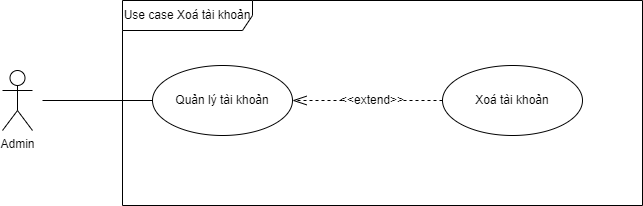 Use case Xoá tài khoản
Quản lý tài khoản
<<extend>>
Xoá tài khoản
Admin